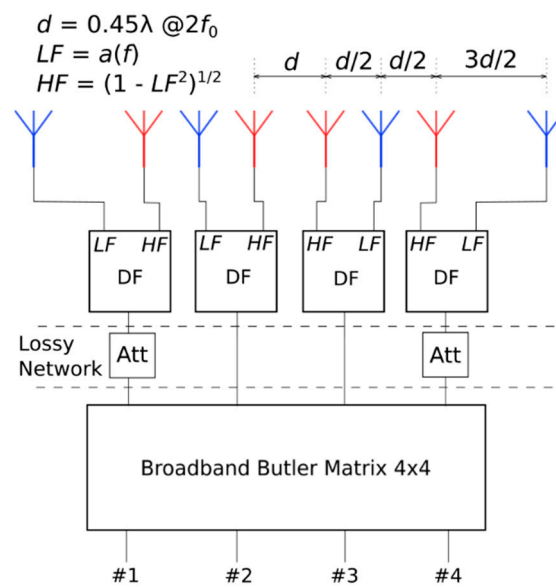 d = 0.45λ @2f₀
LF = a(f)
HF = (1 - LF²)¹/²
d d/2 d/2 3d/2
LF HF LF HF HF LF HF LF
DF DF DF DF
Lossy
Network
Att Att
Broadband Butler Matrix 4x4
#1 #2 #3 #4